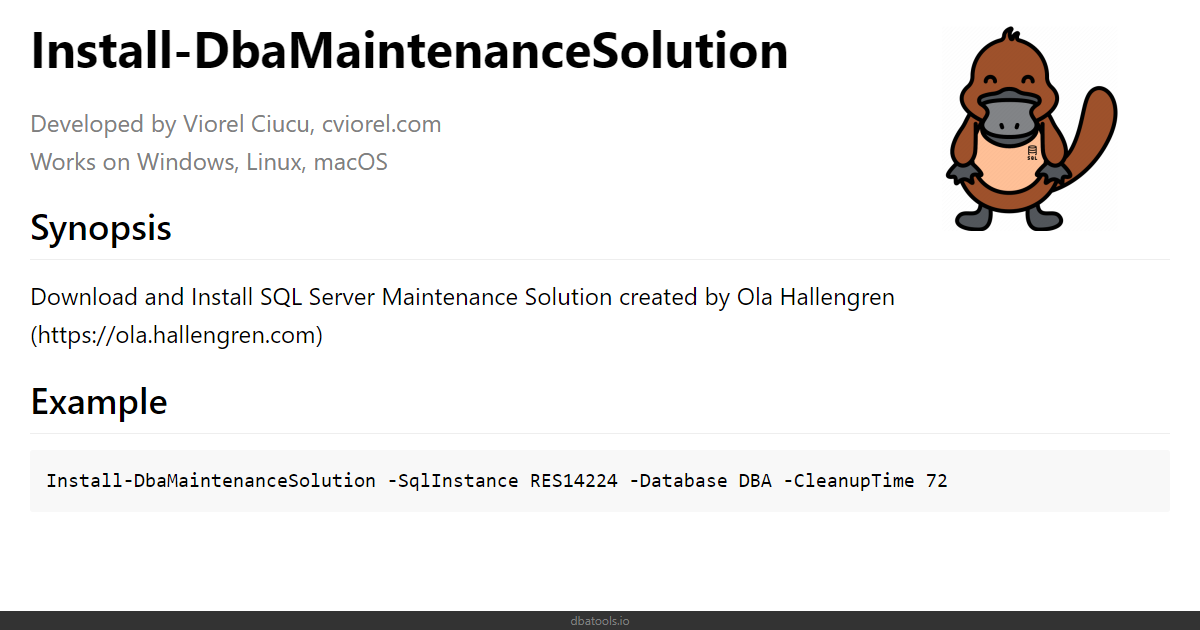 Install-DbaMaintenanceSolution
Developed by Viorel Ciucu, cviorel.com
Works on Windows, Linux, macOS
SQL
Synopsis
Download and Install SQL Server Maintenance Solution created by Ola Hallengren
(https://ola.hallengren.com)
Example
Install-DbaMaintenanceSolution -SqlInstance RES14224 -Database DBA -CleanupTime 72
dbatools.io